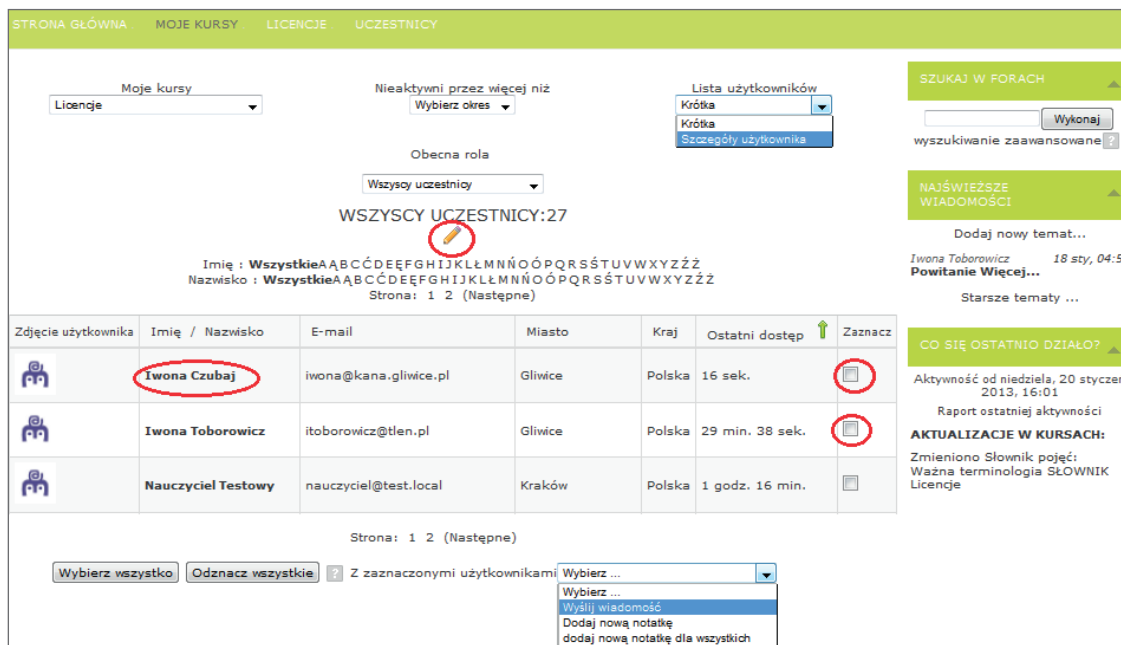 STRONA GŁÓWNA MOJE KURSY LICENCJE UCZESTNICY
Moje kursy
Licencje
Nieaktywni przez więcej niż
Wybierz okres
Lista użytkowników
Krótka
Krótka
Szczegóły użytkownika
Obecna rola
Wszyscy uczestnicy
WSZYSCY UCZESTNICY:27
Imię : WszystkieAĄBCĆDEĘFGHIJKLŁMNŃOÓPQRSŚTUVWXYZŹŻ
Nazwisko : WszystkieAĄBCĆDEĘFGHIJKLŁMNŃOÓPQRSŚTUVWXYZŹŻ
Strona: 1 2 (Następne)
Zdjęcie użytkownika Imię / Nazwisko E-mail Miasto Kraj Ostatni dostęp Zaznacz
Iwona Czubaj iwona@kana.gliwice.pl Gliwice Polska 16 sek.
Iwona Toborowicz itoborowicz@tlen.pl Gliwice Polska 29 min. 38 sek.
Nauczyciel Testowy nauczyciel@test.local Kraków Polska 1 godz. 16 min.
Strona: 1 2 (Następne)
Wybierz wszystko Odznacz wszystkie ? Z zaznaczonymi użytkownikami Wybierz ...
Wybierz ...
Wyślij wiadomość
Dodaj nową notatkę
dodaj nową notatkę dla wszystkich
SZUKAJ W FORACH
Wykonaj
wyszukiwanie zaawansowane ?
NAJŚWIEŻSZE
WIADOMOŚCI
Dodaj nowy temat...
Iwona Toborowicz 18 sty, 04:5
Powitanie Więcej...
Starsze tematy ...
CO SIĘ OSTATNIO DZIAŁO?
Aktywność od niedziela, 20 styczeń
2013, 16:01
Raport ostatniej aktywności
AKTUALIZACJE W KURSACH:
Zmieniono Słownik pojęć:
Ważna terminologia SŁOWNIK
Licencje